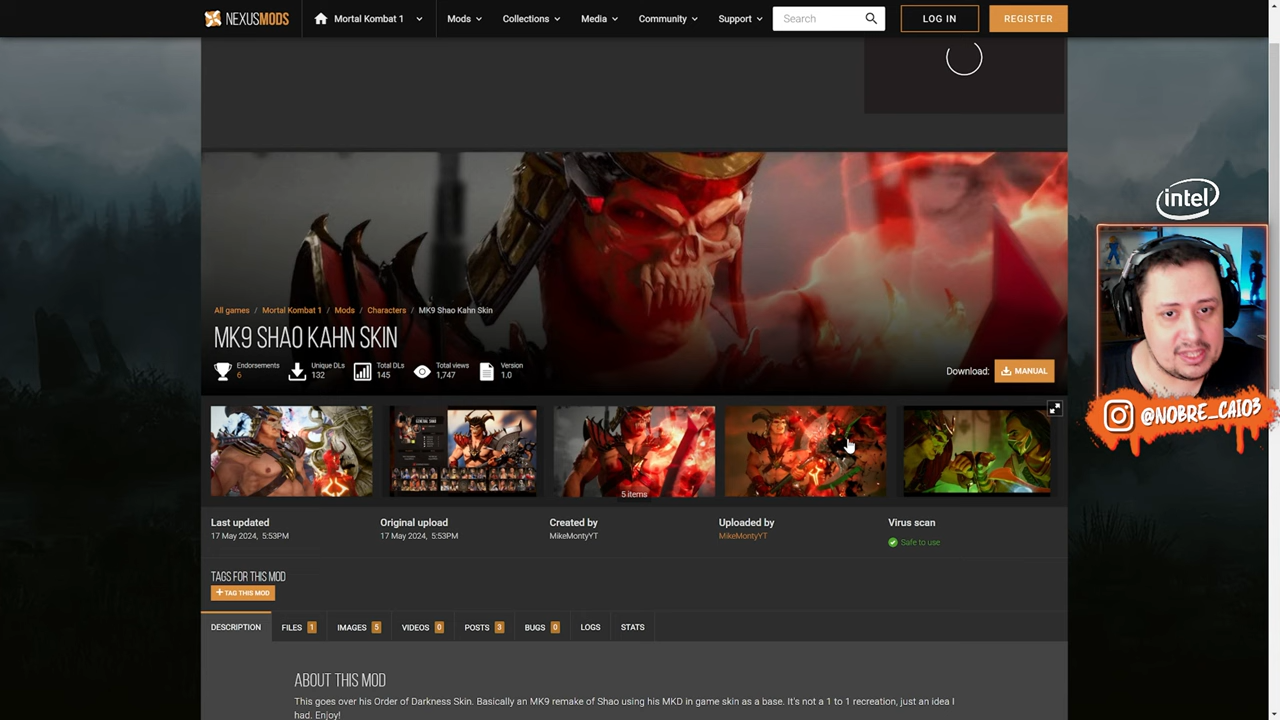 NEXUSMODS
Mortal Kombat 1
Mods
Collections
Media
Community
Support
Search
LOG IN
REGISTER
intel
@NOBRE_CAIO3
All games / Mortal Kombat 1 / Mods / Characters / MK9 Shao Kahn Skin
MK9 SHAO KAHN SKIN
Endorsements
6
Unique DLs
132
Total DLs
145
Total views
1,747
Version
1.0
Download:
MANUAL
5 items
Last updated
17 May 2024, 5:53PM
Original upload
17 May 2024, 5:53PM
Created by
MikeMontyYT
Uploaded by
MikeMontyYT
Virus scan
Safe to use
TAGS FOR THIS MOD
+ TAG THIS MOD
DESCRIPTION
FILES 1
IMAGES 5
VIDEOS 0
POSTS 3
BUGS 0
LOGS
STATS
ABOUT THIS MOD
This goes over his Order of Darkness Skin. Basically an MK9 remake of Shao using his MKD in game skin as a base. It's not a 1 to 1 recreation, just an idea I
had. Enjoy!